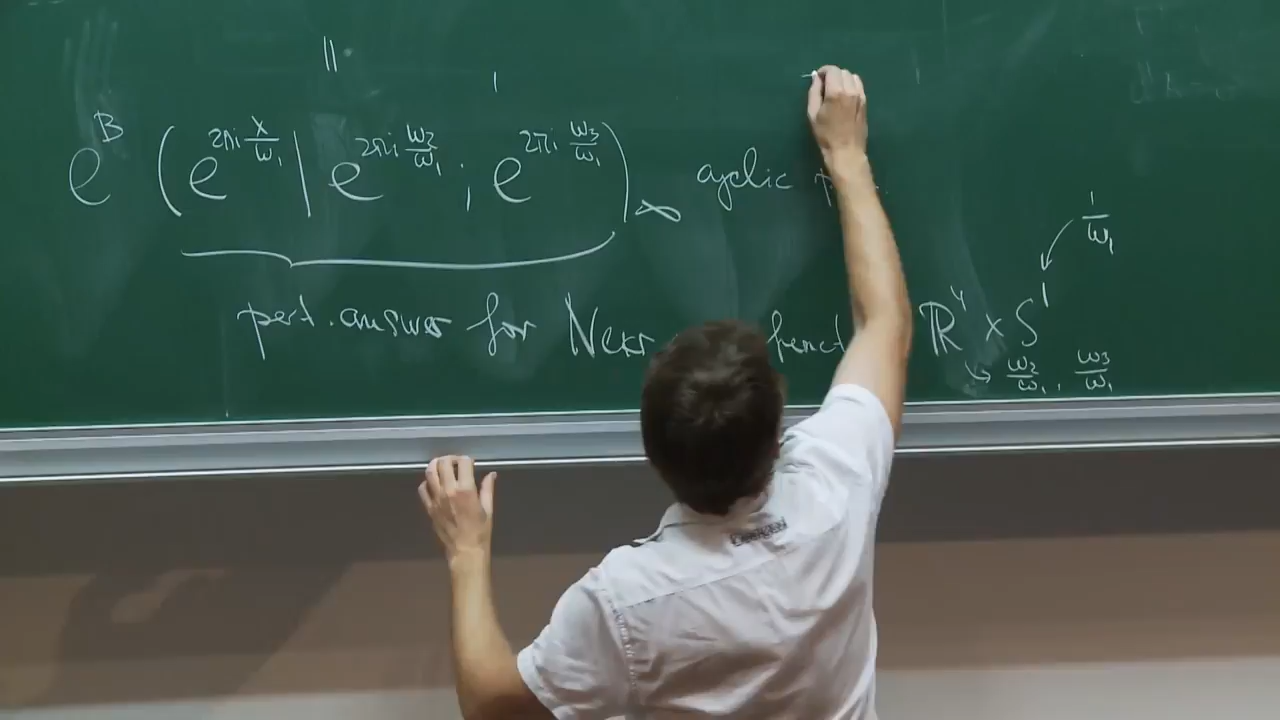 ||
e^B (e^{2πi x/ω₁} | e^{2πi ω₂/ω₁} ; e^{2πi ω₃/ω₁})_∞ cyclic
1/ω₁
pert. answer for Nekr funct ℝ⁴ × S¹
↪ ω₂/ω₁ , ω₃/ω₁